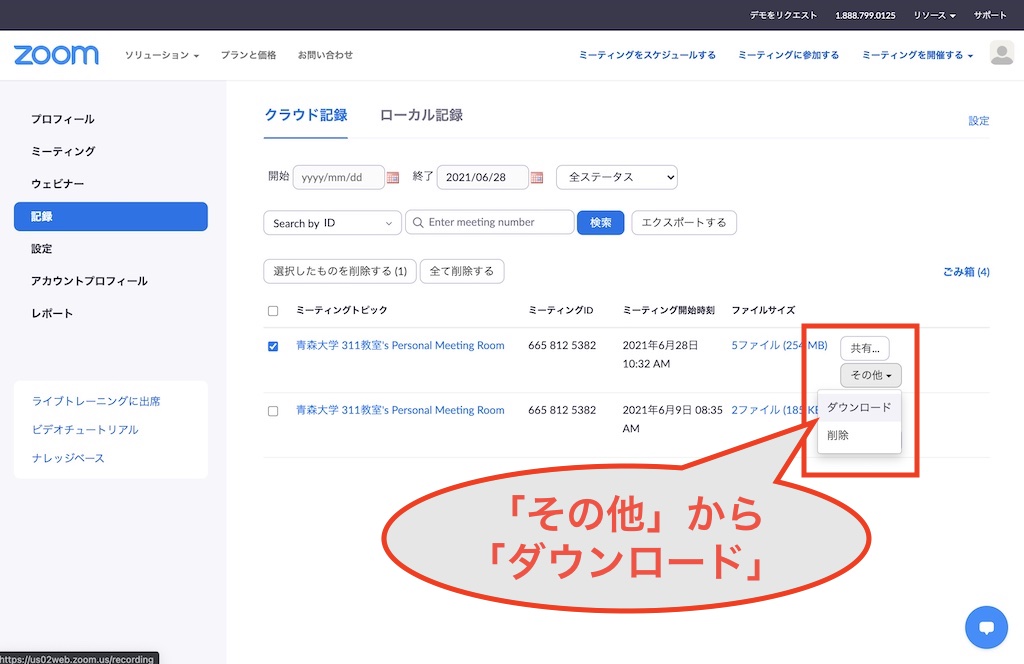 デモをリクエスト 1.888.799.0125 リソース サポート
zoom ソリューション プランと価格 お問い合わせ ミーティングをスケジュールする ミーティングに参加する ミーティングを開催する
プロフィール
ミーティング
ウェビナー
記録
設定
アカウントプロフィール
レポート
ライブトレーニングに出席
ビデオチュートリアル
ナレッジベース
クラウド記録 ローカル記録
設定
開始 yyyy/mm/dd 終了 2021/06/28 全ステータス
Search by ID Enter meeting number 検索 エクスポートする
選択したものを削除する (1) 全て削除する ごみ箱 (4)
ミーティングトピック ミーティングID ミーティング開始時刻 ファイルサイズ
青森大学 311教室's Personal Meeting Room 665 812 5382 2021年6月28日 5ファイル (254 MB) 共有...
10:32 AM
その他
青森大学 311教室's Personal Meeting Room 665 812 5382 2021年6月9日 08:35 2ファイル (185 KB
AM
ダウンロード
削除
「その他」から
「ダウンロード」
https://us02web.zoom.us/recording